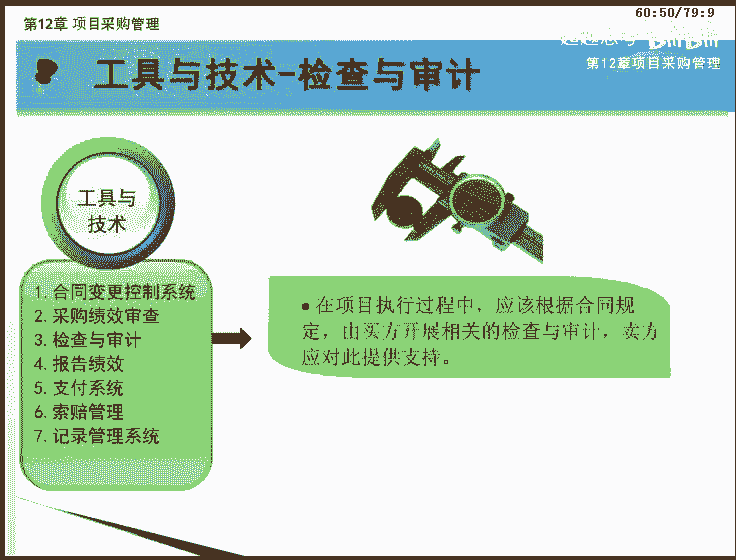 第12章 项目采购管理
60:50/79:9
第12章项目采购管理
工具与技术-检查与审计
工具与
技术
1. 合同变更控制系统
2. 采购绩效审查
3. 检查与审计
4. 报告绩效
5. 支付系统
6. 索赔管理
7. 记录管理系统
● 在项目执行过程中，应该根据合同规
定，由买方开展相关的检查与审计，卖方
应对此提供支持。